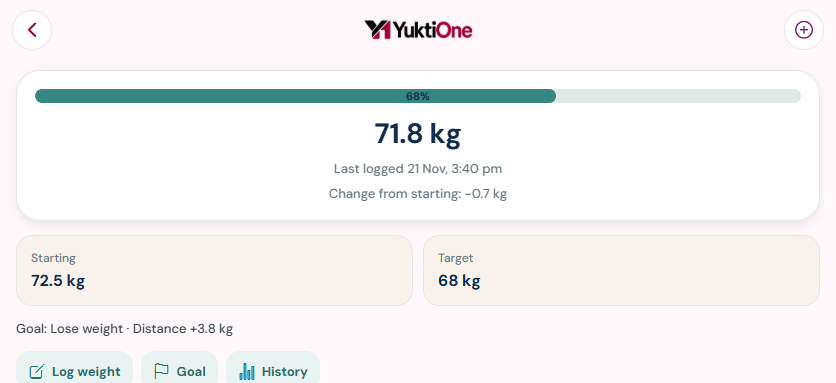 YuktiOne
68%
71.8 kg
Last logged 21 Nov, 3:40 pm
Change from starting: -0.7 kg
Starting
72.5 kg
Target
68 kg
Goal: Lose weight · Distance +3.8 kg
Log weight
Goal
History